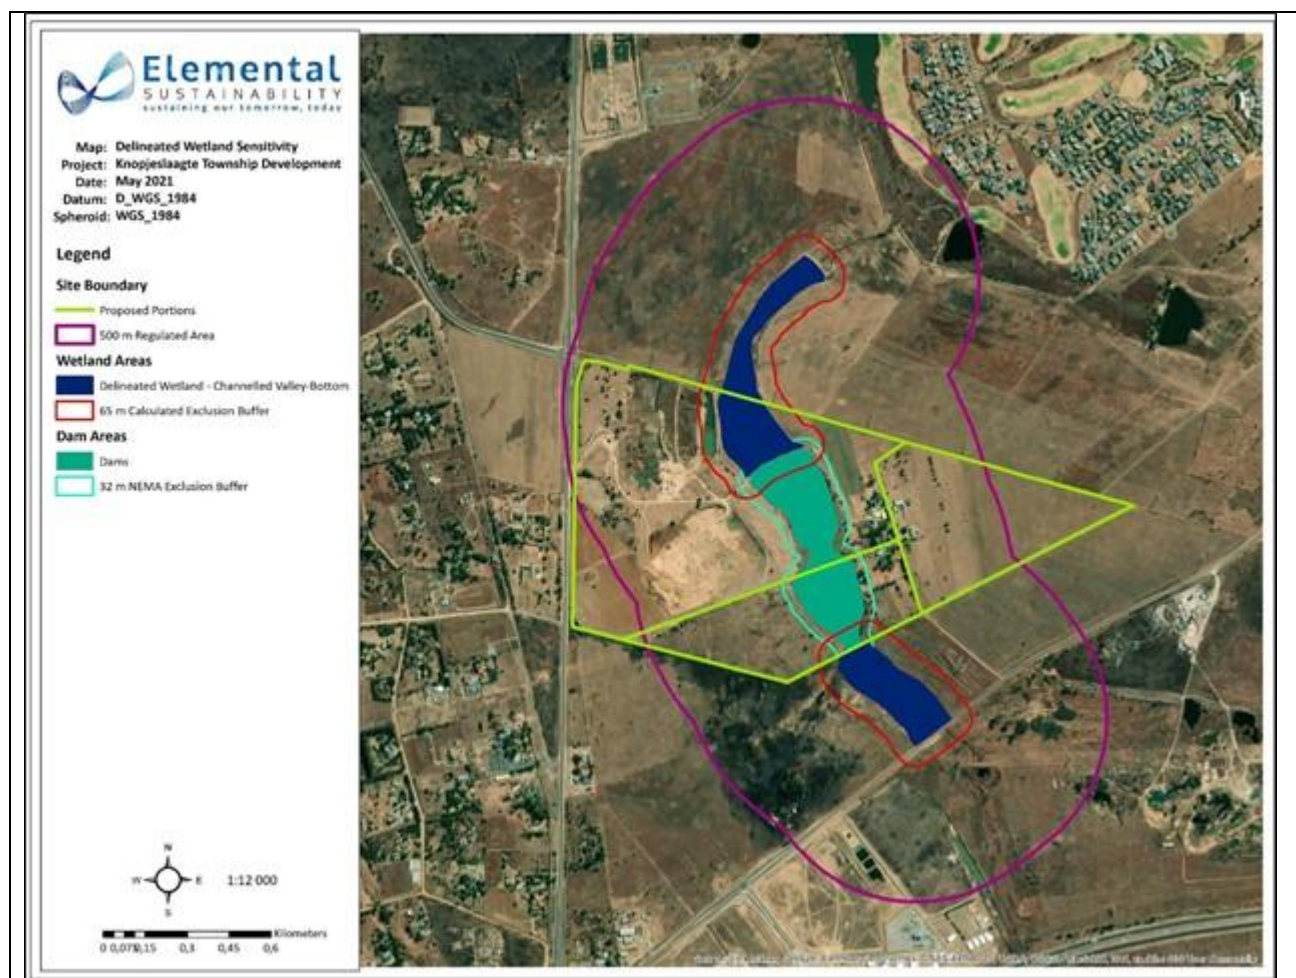 Elemental
SUSTAINABILITY
sustaining our tomorrow, today
Map: Delineated Wetland Sensitivity
Project: Knopjeslaagte Township Development
Date: May 2021
Datum: D_WGS_1984
Spheroid: WGS_1984
Legend
Site Boundary
Proposed Portions
500 m Regulated Area
Wetland Areas
Delineated Wetland - Channelled Valley-Bottom
65 m Calculated Exclusion Buffer
Dam Areas
Dams
32 m NEMA Exclusion Buffer
N
W E 1:12 000
S
Kilometers
0 0,075 0,15 0,3 0,45 0,6